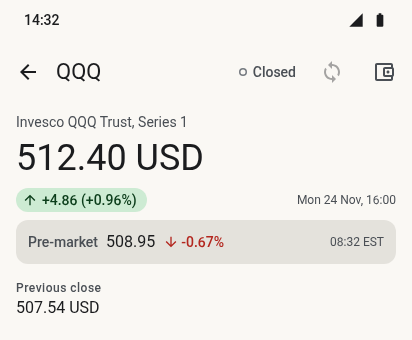 14:32
QQQ
Closed
Invesco QQQ Trust, Series 1
512.40 USD
+4.86 (+0.96%)
Mon 24 Nov, 16:00
Pre-market 508.95 -0.67% 08:32 EST
Previous close
507.54 USD